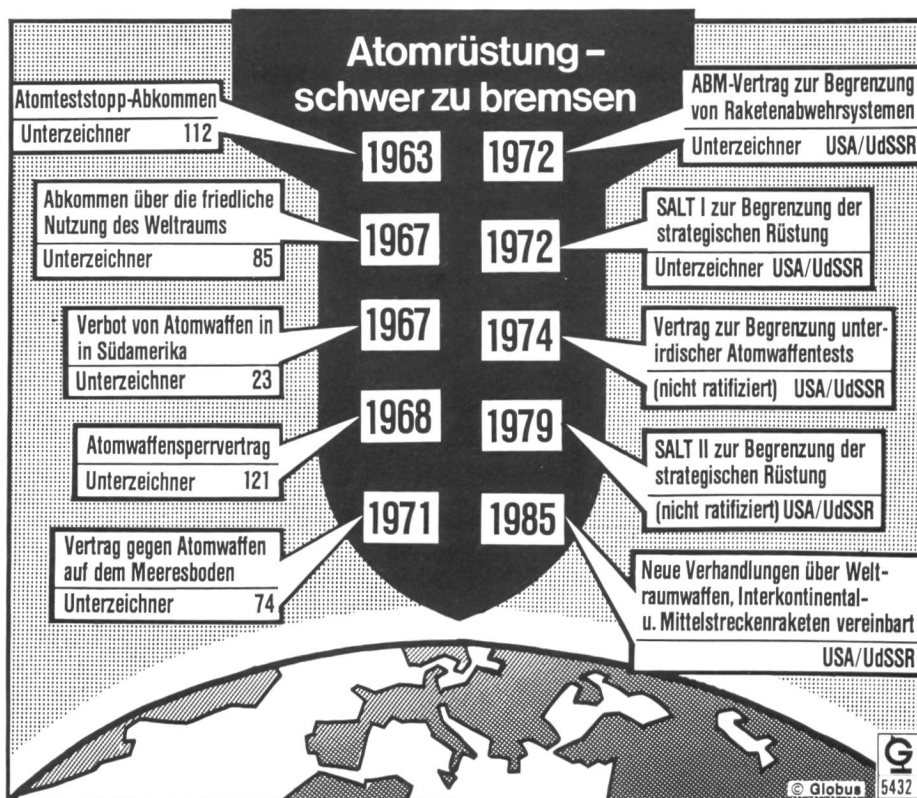 Atomrüstung –
schwer zu bremsen
Atomteststopp-Abkommen
Unterzeichner 112
1963
Abkommen über die friedliche
Nutzung des Weltraums
Unterzeichner 85
1967
Verbot von Atomwaffen in
in Südamerika
Unterzeichner 23
1967
Atomwaffensperrvertrag
Unterzeichner 121
1968
Vertrag gegen Atomwaffen
auf dem Meeresboden
Unterzeichner 74
1971
1972
ABM-Vertrag zur Begrenzung
von Raketenabwehrsystemen
Unterzeichner USA/UdSSR
1972
SALT I zur Begrenzung der
strategischen Rüstung
Unterzeichner USA/UdSSR
1974
Vertrag zur Begrenzung unter-
irdischer Atomwaffentests
(nicht ratifiziert) USA/UdSSR
1979
SALT II zur Begrenzung der
strategischen Rüstung
(nicht ratifiziert) USA/UdSSR
1985
Neue Verhandlungen über Welt-
raumwaffen, Interkontinental-
u. Mittelstreckenraketen vereinbart
USA/UdSSR
© Globus
G
5432